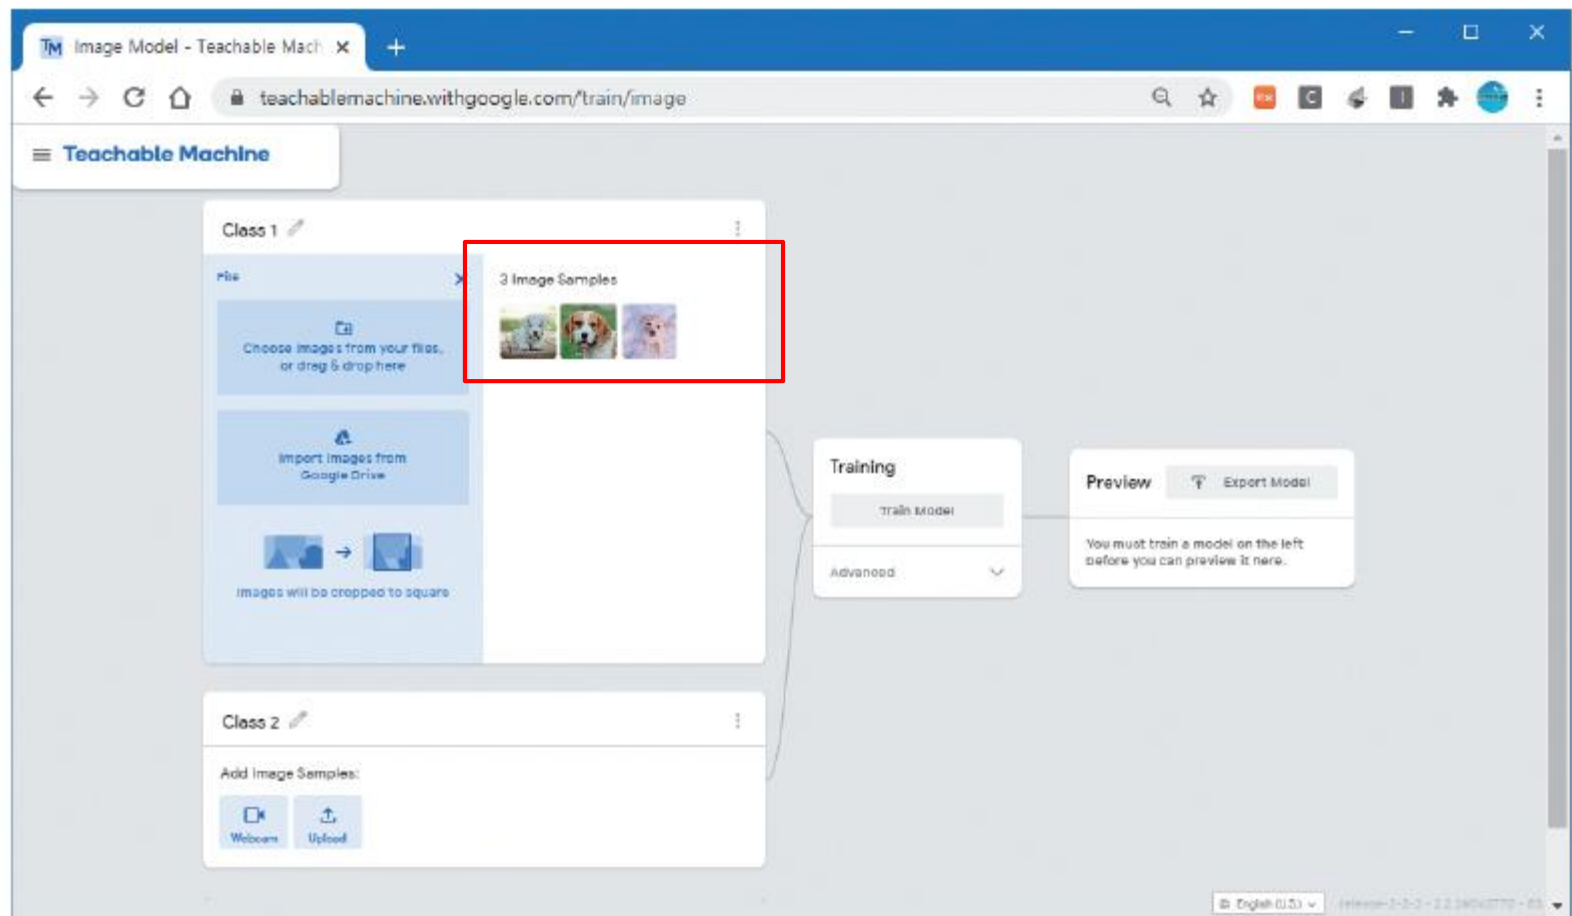 TM Image Model - Teachable Mach
teachablemachine.withgoogle.com/train/image
Teachable Machine
Class 1
File
3 Image Samples
Choose images from your files,
or drag & drop here
Import images from
Google Drive
Images will be cropped to square
Training
Train Model
Advanced
Preview
Export Model
You must train a model on the left
before you can preview it here.
Class 2
Add Image Samples:
Webcam
Upload
English (U.S.)